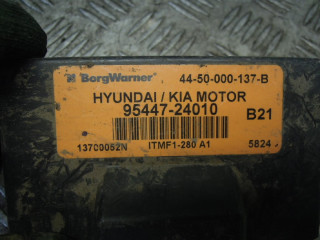 BorgWarner 44-50-000-137-B
HYUNDAI / KIA MOTOR
95447-24010 B21
13700052N ITMF1-280 A1 5824